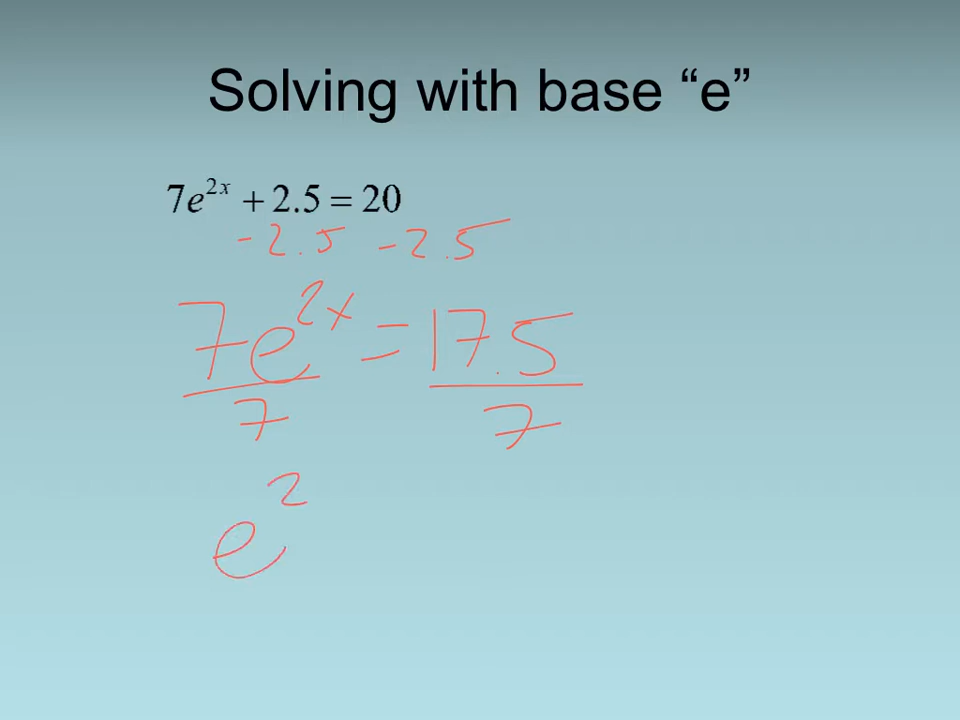 Solving with base “e”
7e^{2x} + 2.5 = 20
-2.5 -2.5
7e^{2x} = 17.5
7 7
e^{2}